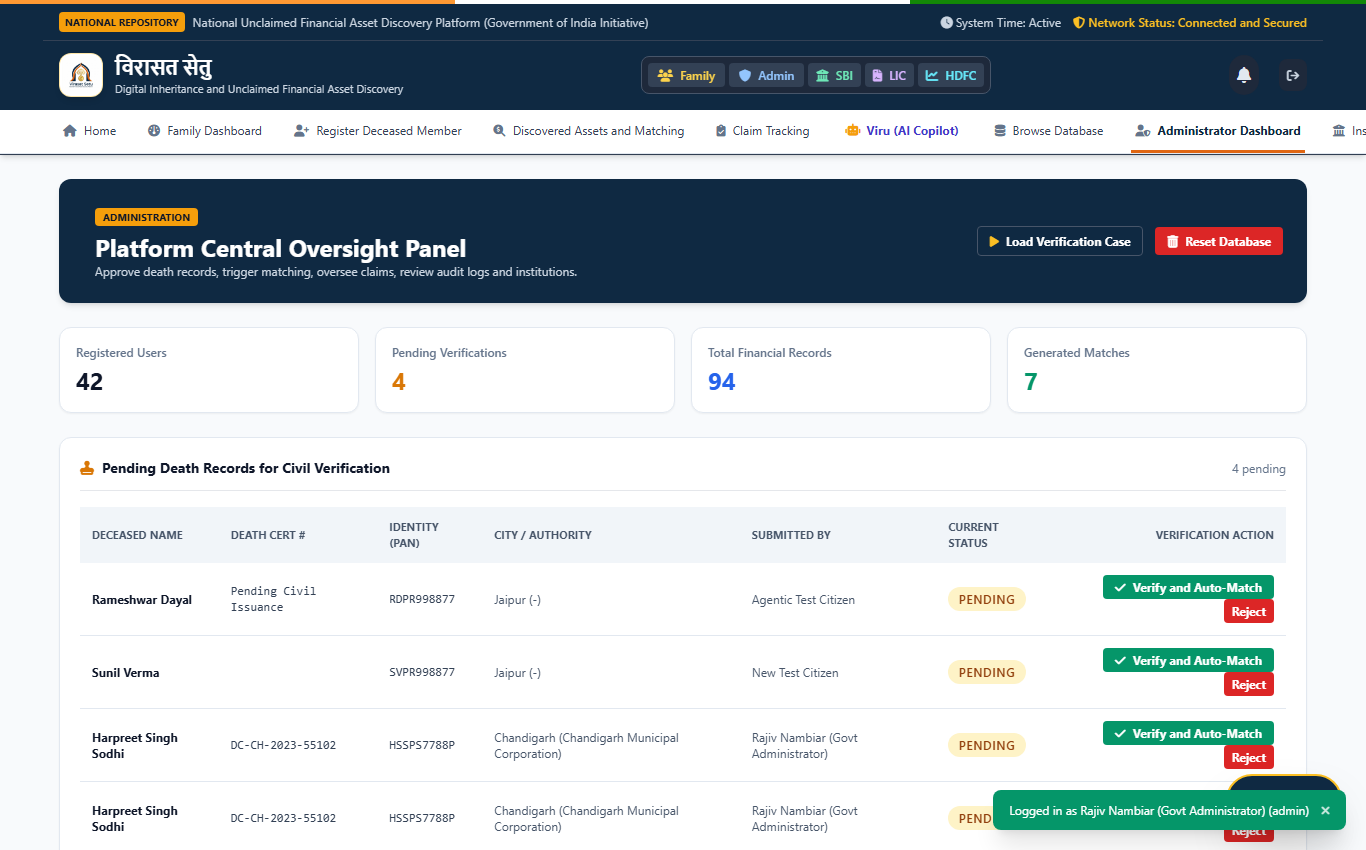 NATIONAL REPOSITORY National Unclaimed Financial Asset Discovery Platform (Government of India Initiative) System Time: Active Network Status: Connected and Secured
विरासत सेतु
Digital Inheritance and Unclaimed Financial Asset Discovery
Family Admin SBI LIC HDFC
Home Family Dashboard Register Deceased Member Discovered Assets and Matching Claim Tracking Viru (AI Copilot) Browse Database Administrator Dashboard Ins
ADMINISTRATION
Platform Central Oversight Panel
Approve death records, trigger matching, oversee claims, review audit logs and institutions.
Load Verification Case Reset Database
Registered Users
42
Pending Verifications
4
Total Financial Records
94
Generated Matches
7
Pending Death Records for Civil Verification 4 pending
DECEASED NAME DEATH CERT # IDENTITY (PAN) CITY / AUTHORITY SUBMITTED BY CURRENT STATUS VERIFICATION ACTION
Rameshwar Dayal Pending Civil Issuance RDPR998877 Jaipur (-) Agentic Test Citizen PENDING Verify and Auto-Match
Reject
Sunil Verma SVPR998877 Jaipur (-) New Test Citizen PENDING Verify and Auto-Match
Reject
Harpreet Singh Sodhi DC-CH-2023-55102 HSSPS7788P Chandigarh (Chandigarh Municipal Corporation) Rajiv Nambiar (Govt Administrator) PENDING Verify and Auto-Match
Reject
Harpreet Singh Sodhi DC-CH-2023-55102 HSSPS7788P Chandigarh (Chandigarh Municipal Corporation) Rajiv Nambiar (Govt Administrator) PEND
Logged in as Rajiv Nambiar (Govt Administrator) (admin)
Reject